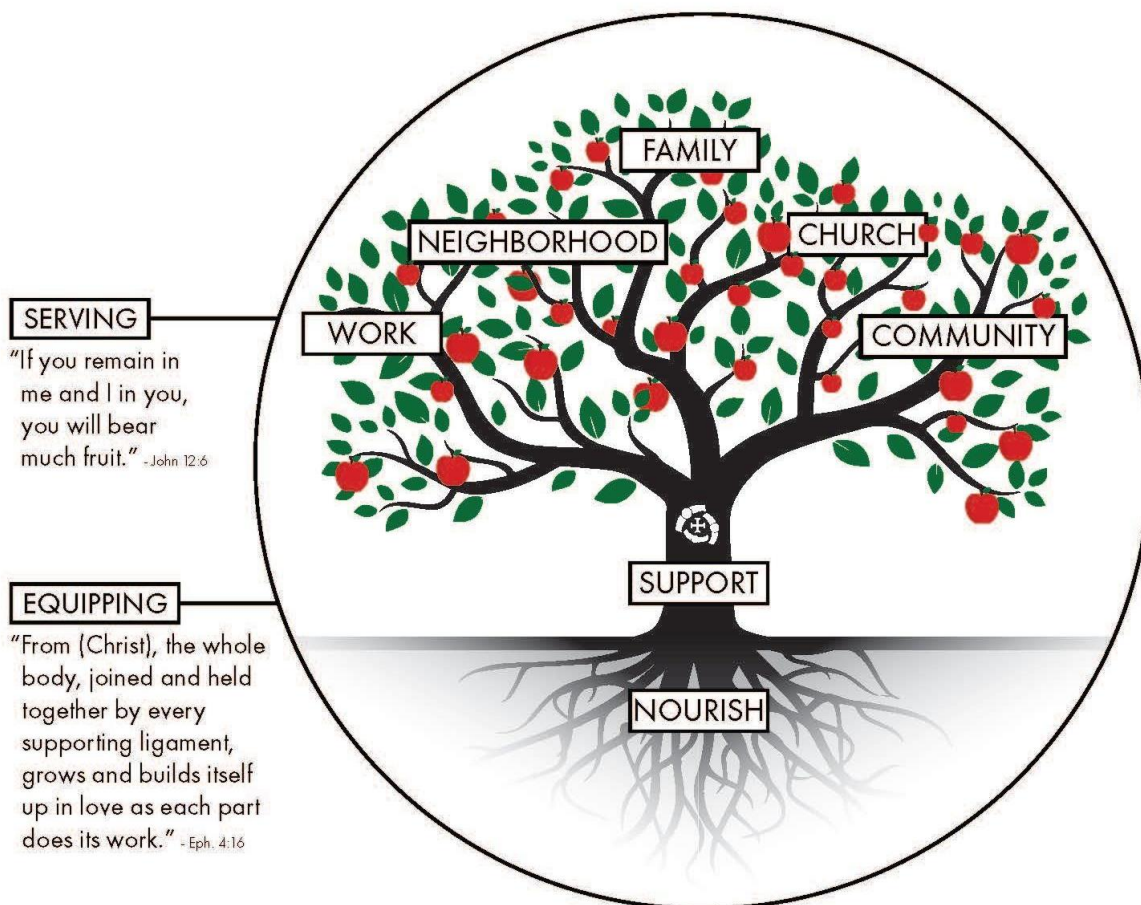 FAMILY
NEIGHBORHOOD
CHURCH
WORK
COMMUNITY
SERVING
"If you remain in
me and I in you,
you will bear
much fruit." - John 12:6
SUPPORT
EQUIPPING
"From (Christ), the whole
body, joined and held
together by every
supporting ligament,
grows and builds itself
up in love as each part
does its work." - Eph. 4:16
NOURISH